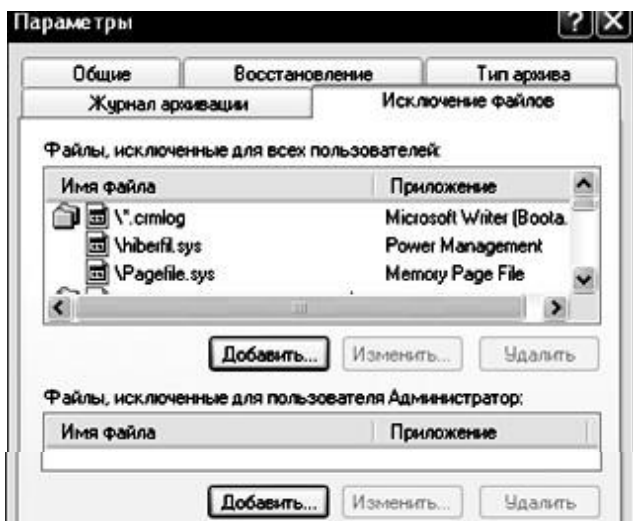 Параметры
Общие Восстановление Тип архива
Журнал архивации Исключение файлов
Файлы, исключенные для всех пользователей:
Имя файла Приложение
\*.crmlog Microsoft Writer (Boota.
\hiberfil.sys Power Management
\Pagefile.sys Memory Page File
Добавить... Изменить... Удалить
Файлы, исключенные для пользователя Администратор:
Имя файла Приложение
Добавить... Изменить... Удалить